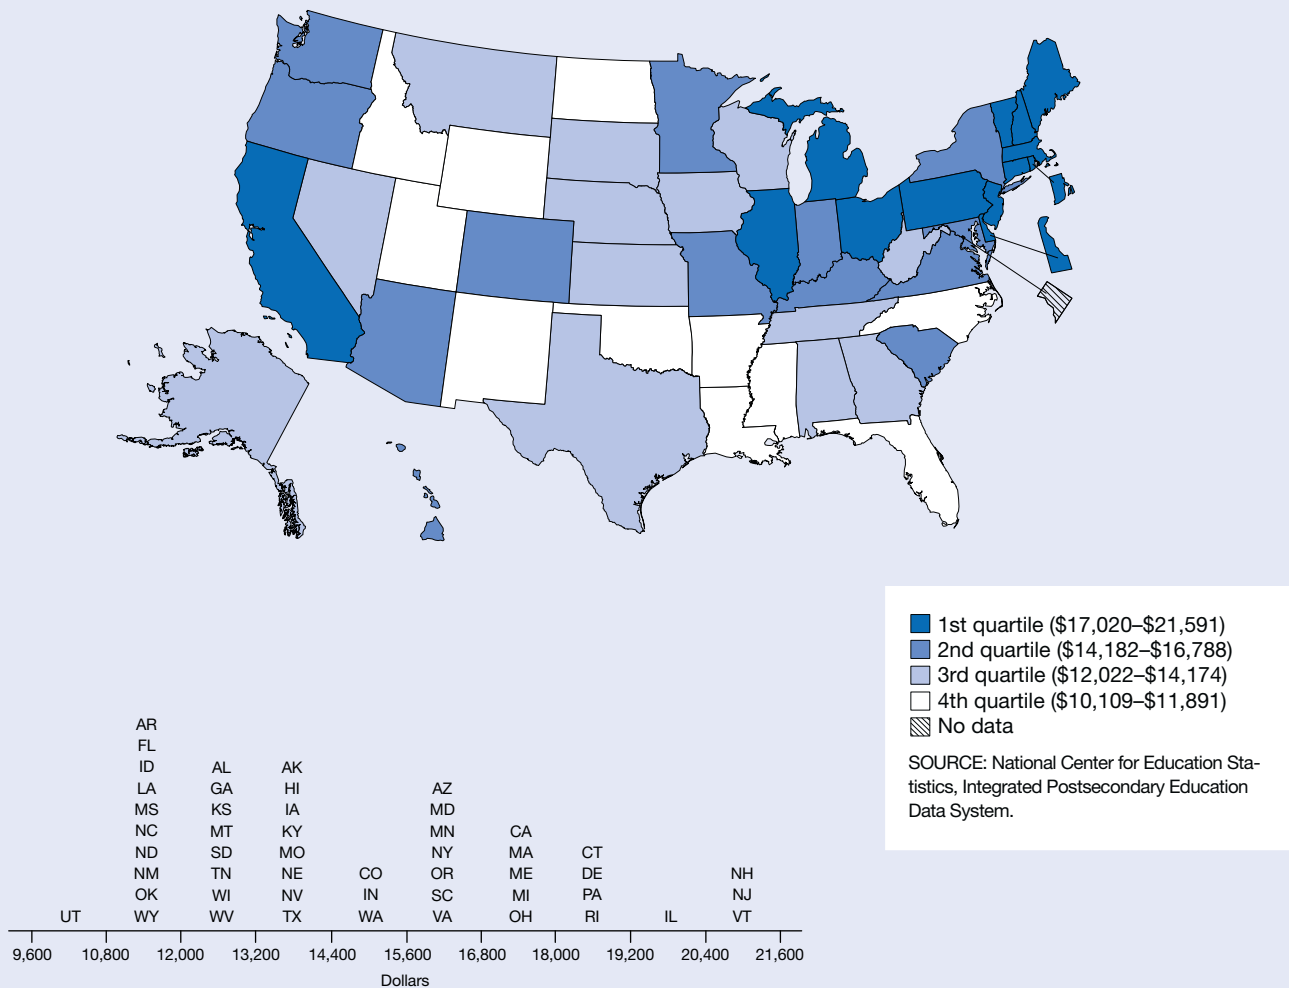 1st quartile ($17,020–$21,591)
2nd quartile ($14,182–$16,788)
3rd quartile ($12,022–$14,174)
4th quartile ($10,109–$11,891)
No data
SOURCE: National Center for Education Sta-
tistics, Integrated Postsecondary Education
Data System.
AR
FL
ID AL AK
LA GA HI AZ
MS KS IA MD
NC MT KY MN CA
ND SD MO NY MA CT
NM TN NE CO OR ME DE NH
OK WI NV IN SC MI PA NJ
UT WY WV TX WA VA OH RI IL VT
9,600 10,800 12,000 13,200 14,400 15,600 16,800 18,000 19,200 20,400 21,600
Dollars